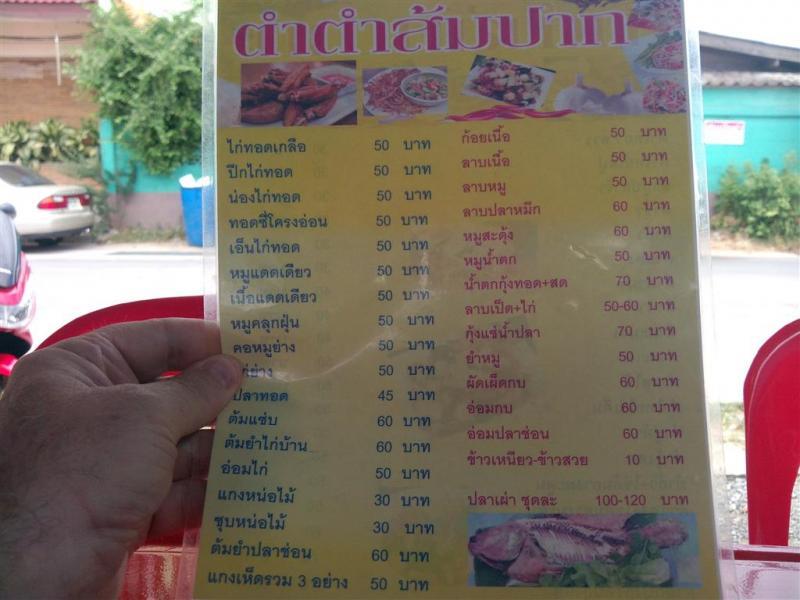 ตำตำส้มปาก
ไก่ทอดเกลือ 50 บาท
ปีกไก่ทอด 50 บาท
น่องไก่ทอด 50 บาท
ทอดซี่โครงอ่อน 50 บาท
เอ็นไก่ทอด 50 บาท
หมูแดดเดียว 50 บาท
เนื้อแดดเดียว 50 บาท
หมูคลุกฝุ่น 50 บาท
คอหมูย่าง 50 บาท
ย่าง 50 บาท
ปลาทอด 45 บาท
ต้มแซ่บ 60 บาท
ต้มยำไก่บ้าน 60 บาท
อ่อมไก่ 50 บาท
แกงหน่อไม้ 30 บาท
ซุบหน่อไม้ 30 บาท
ต้มยำปลาช่อน 60 บาท
แกงเห็ดรวม 3 อย่าง 50 บาท
ก้อยเนื้อ 50 บาท
ลาบเนื้อ 50 บาท
ลาบหมู 50 บาท
ลาบปลาหมึก 60 บาท
หมูสะดุ้ง 60 บาท
หมูน้ำตก 50 บาท
น้ำตกกุ้งทอด+สด 70 บาท
ลาบเป็ด+ไก่ 50-60 บาท
กุ้งแช่น้ำปลา 70 บาท
ยำหมู 50 บาท
ผัดเผ็ดกบ 60 บาท
อ่อมกบ 60 บาท
อ่อมปลาช่อน 60 บาท
ข้าวเหนียว-ข้าวสวย 10 บาท
ปลาเผ่า ชุดละ 100-120 บาท